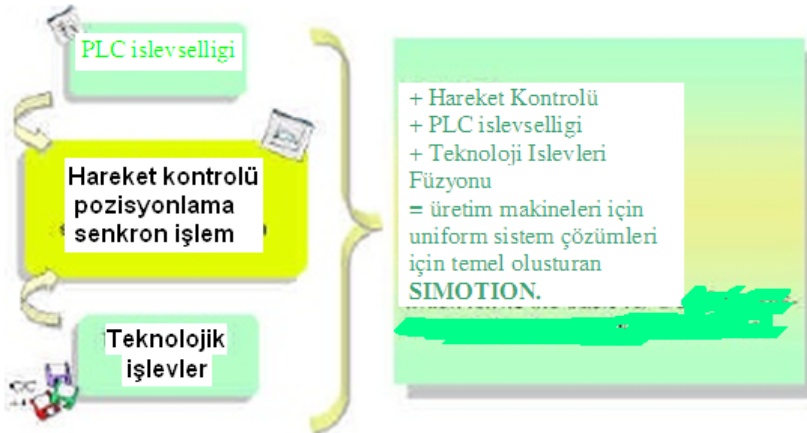 PLC islevselligi
Hareket kontrolü
pozisyonlama
senkron işlem
Teknolojik
işlevler
+ Hareket Kontrolü
+ PLC islevselligi
+ Teknoloji Islevleri
Füzyonu
= üretim makineleri için
uniform sistem çözümleri
için temel olusturan
SIMOTION.